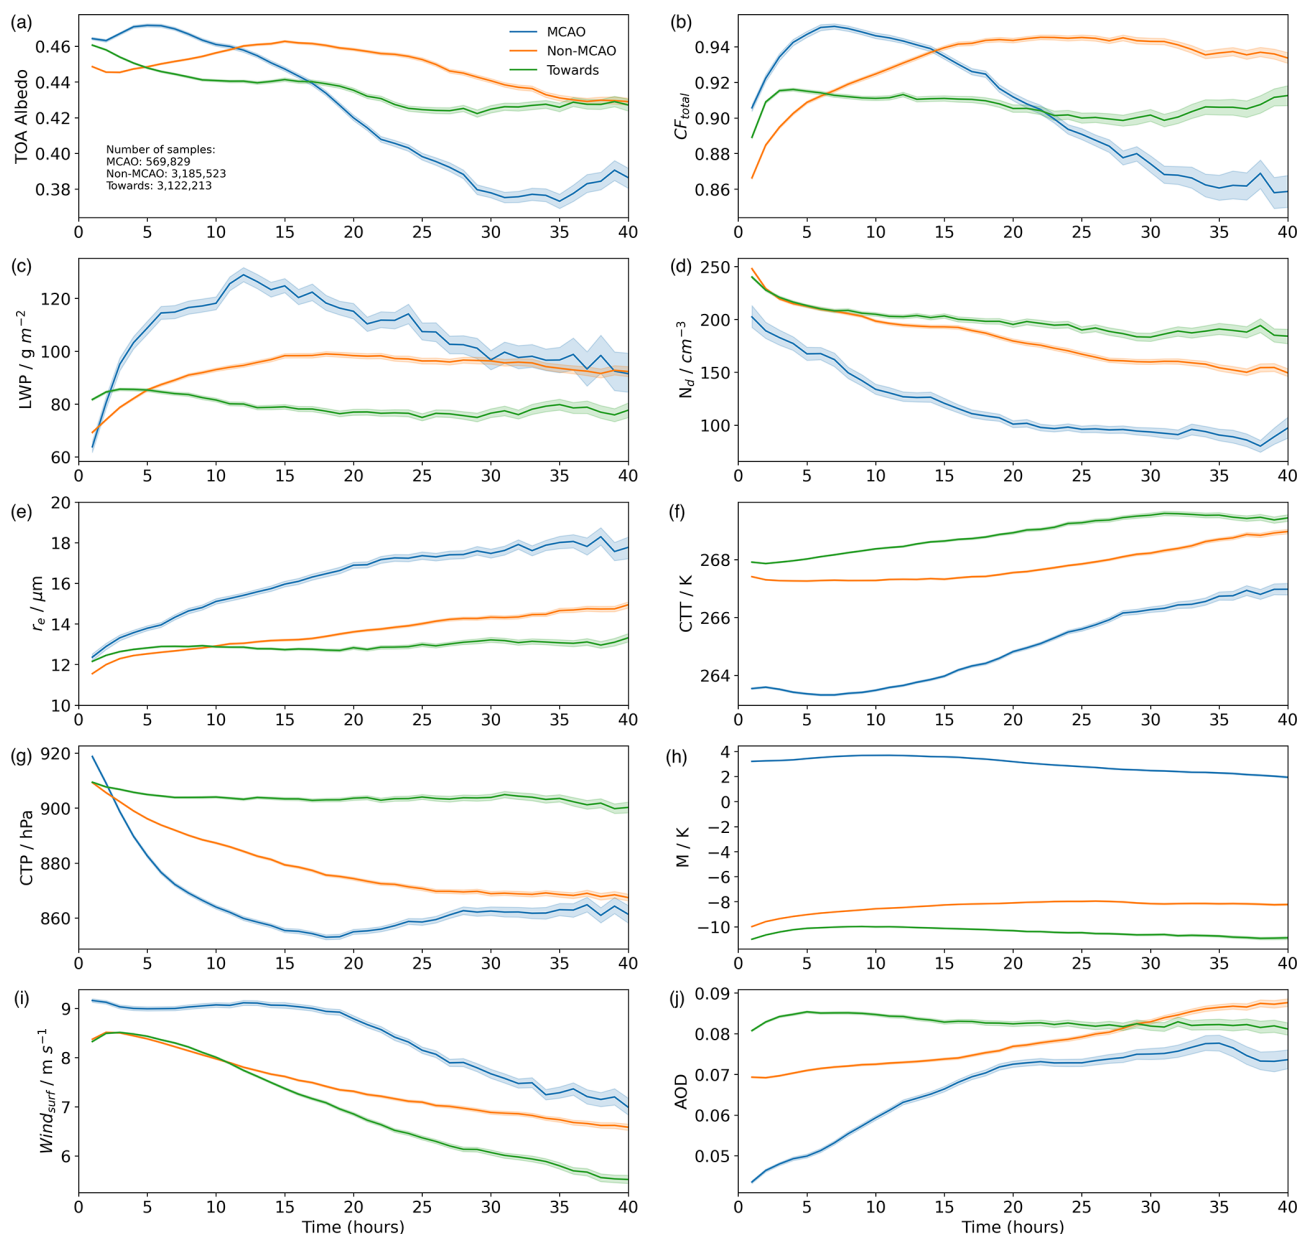 (a)
TOA Albedo
0.46
0.44
0.42
0.40
0.38
MCAO
Non-MCAO
Towards
Number of samples:
MCAO: 569,829
Non-MCAO: 3,185,523
Towards: 3,122,213
0 5 10 15 20 25 30 35 40
(b)
CF_total
0.94
0.92
0.90
0.88
0.86
0 5 10 15 20 25 30 35 40
(c)
LWP / g m⁻²
120
100
80
60
0 5 10 15 20 25 30 35 40
(d)
N_d / cm⁻³
250
200
150
100
0 5 10 15 20 25 30 35 40
(e)
r_e / μm
20
18
16
14
12
10
0 5 10 15 20 25 30 35 40
(f)
CTT / K
268
266
264
0 5 10 15 20 25 30 35 40
(g)
CTP / hPa
920
900
880
860
0 5 10 15 20 25 30 35 40
(h)
M / K
4
2
0
−2
−4
−6
−8
−10
0 5 10 15 20 25 30 35 40
(i)
Wind_surf / m s⁻¹
9
8
7
6
0 5 10 15 20 25 30 35 40
Time (hours)
(j)
AOD
0.09
0.08
0.07
0.06
0.05
0 5 10 15 20 25 30 35 40
Time (hours)